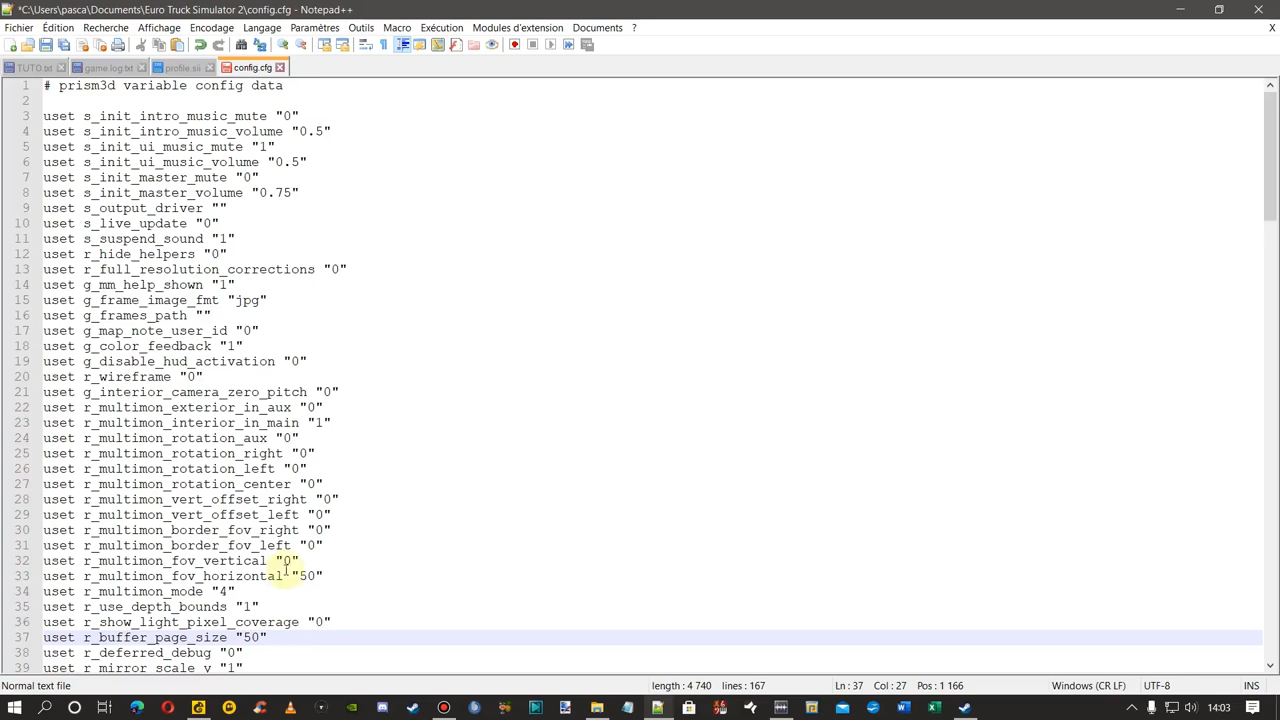 *C:\Users\pasca\Documents\Euro Truck Simulator 2\config.cfg - Notepad++
Fichier Édition Recherche Affichage Encodage Langage Paramètres Outils Macro Exécution Modules d'extension Documents ? X
TUTO.txt game.log.txt profile.sii config.cfg
1 # prism3d variable config data
2
3 uset s_init_intro_music_mute "0"
4 uset s_init_intro_music_volume "0.5"
5 uset s_init_ui_music_mute "1"
6 uset s_init_ui_music_volume "0.5"
7 uset s_init_master_mute "0"
8 uset s_init_master_volume "0.75"
9 uset s_output_driver ""
10 uset s_live_update "0"
11 uset s_suspend_sound "1"
12 uset r_hide_helpers "0"
13 uset r_full_resolution_corrections "0"
14 uset g_mm_help_shown "1"
15 uset g_frame_image_fmt "jpg"
16 uset g_frames_path ""
17 uset g_map_note_user_id "0"
18 uset g_color_feedback "1"
19 uset g_disable_hud_activation "0"
20 uset r_wireframe "0"
21 uset g_interior_camera_zero_pitch "0"
22 uset r_multimon_exterior_in_aux "0"
23 uset r_multimon_interior_in_main "1"
24 uset r_multimon_rotation_aux "0"
25 uset r_multimon_rotation_right "0"
26 uset r_multimon_rotation_left "0"
27 uset r_multimon_rotation_center "0"
28 uset r_multimon_vert_offset_right "0"
29 uset r_multimon_vert_offset_left "0"
30 uset r_multimon_border_fov_right "0"
31 uset r_multimon_border_fov_left "0"
32 uset r_multimon_fov_vertical "0"
33 uset r_multimon_fov_horizontal "50"
34 uset r_multimon_mode "4"
35 uset r_use_depth_bounds "1"
36 uset r_show_light_pixel_coverage "0"
37 uset r_buffer_page_size "50"
38 uset r_deferred_debug "0"
39 uset r_mirror_scale_y "1"
Normal text file length : 4 740 lines : 167 Ln : 37 Col : 27 Pos : 1 166 Windows (CR LF) UTF-8 INS
14:03